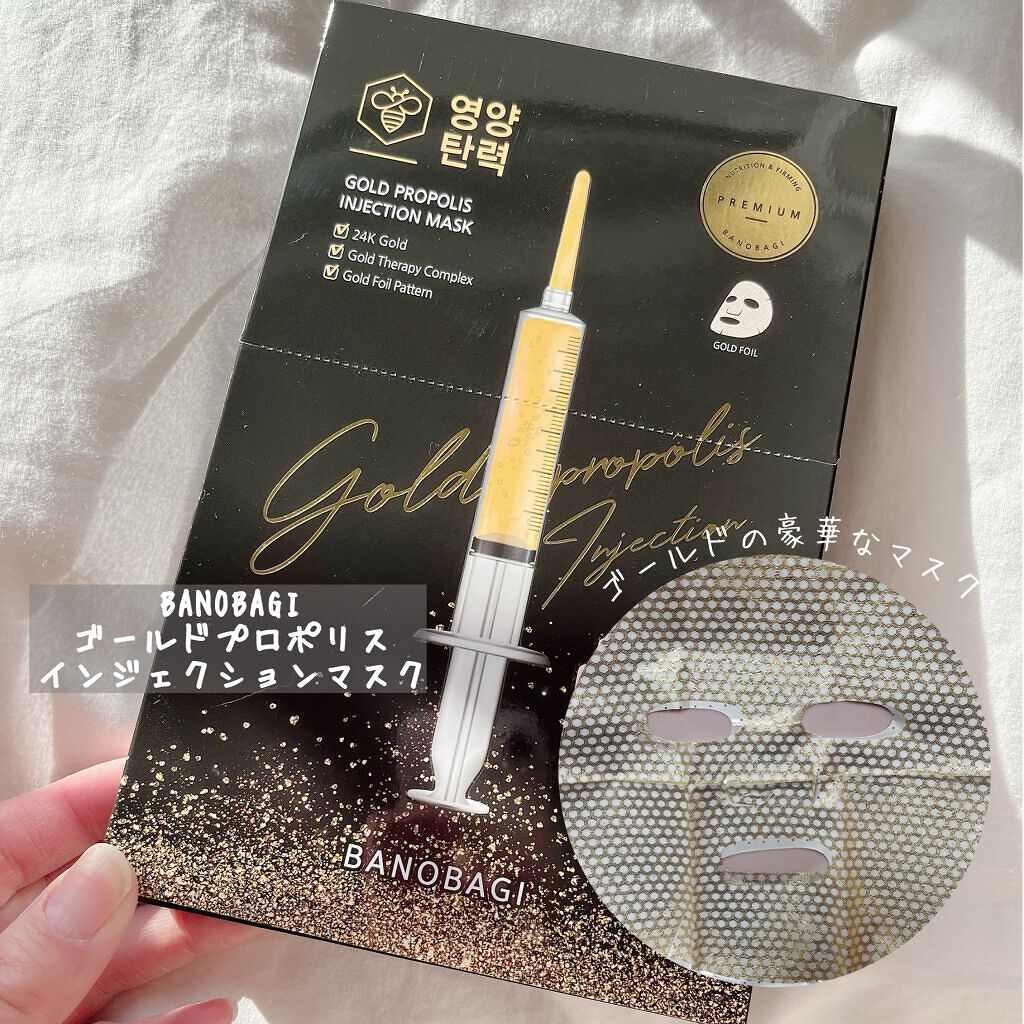 영양
탄력
GOLD PROPOLIS
INJECTION MASK
24K Gold
Gold Therapy Complex
Gold Foil Pattern
NUTRITION & FIRMING
PREMIUM
BANOBAGI
GOLD FOIL
Gold propolis
Injection
ゴールドの豪華なマスク
BANOBAGI
ゴールドプロポリス
インジェクションマスク
BANOBAGI